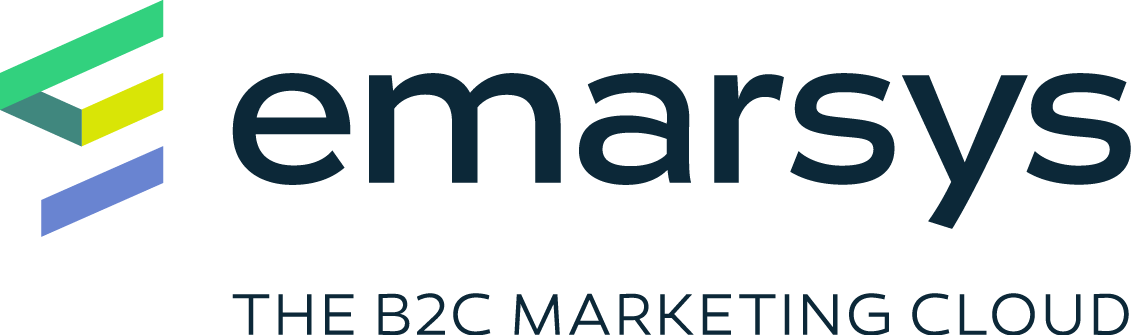 emarsys
THE B2C MARKETING CLOUD